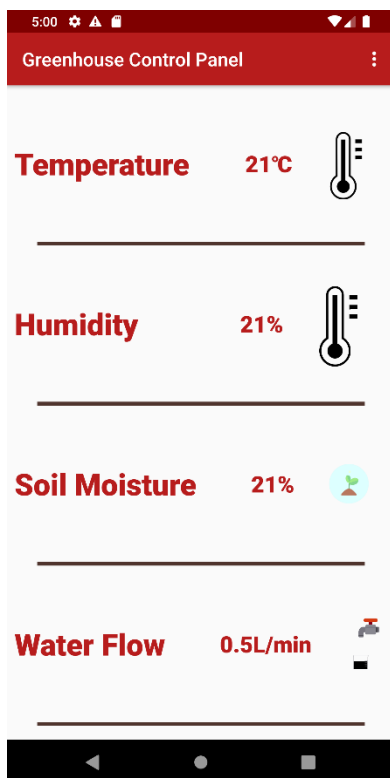 5:00
Greenhouse Control Panel
Temperature 21°C
Humidity 21%
Soil Moisture 21%
Water Flow 0.5L/min